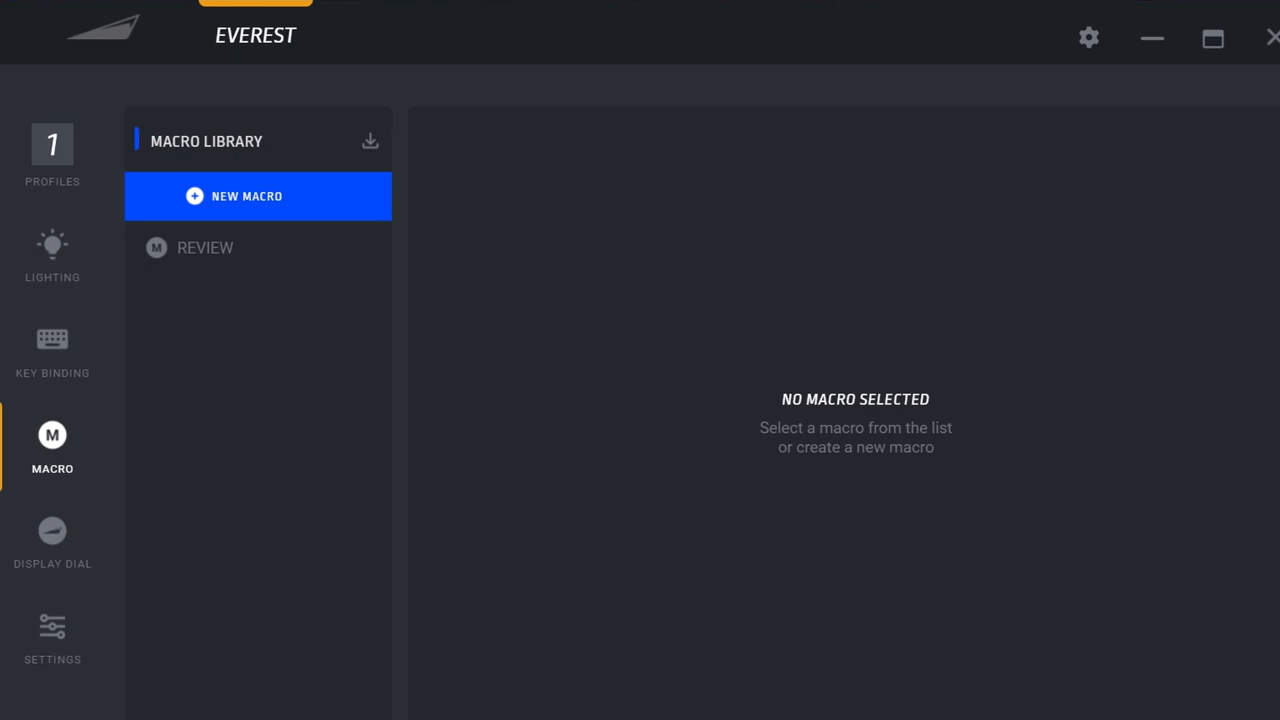 EVEREST
1
PROFILES
LIGHTING
KEY BINDING
M
MACRO
DISPLAY DIAL
SETTINGS
MACRO LIBRARY
NEW MACRO
M REVIEW
NO MACRO SELECTED
Select a macro from the list
or create a new macro